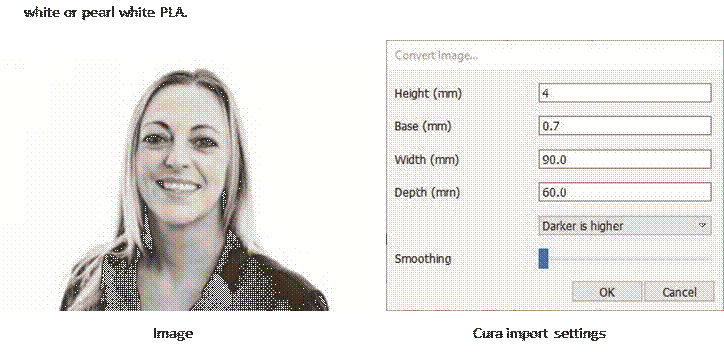 white or pearl white PLA.
Convert Image...
Height (mm)
4
Base (mm)
0.7
Width (mm)
90.0
Depth (mm)
60.0
Darker is higher
Smoothing
OK
Cancel
Image
Cura import settings